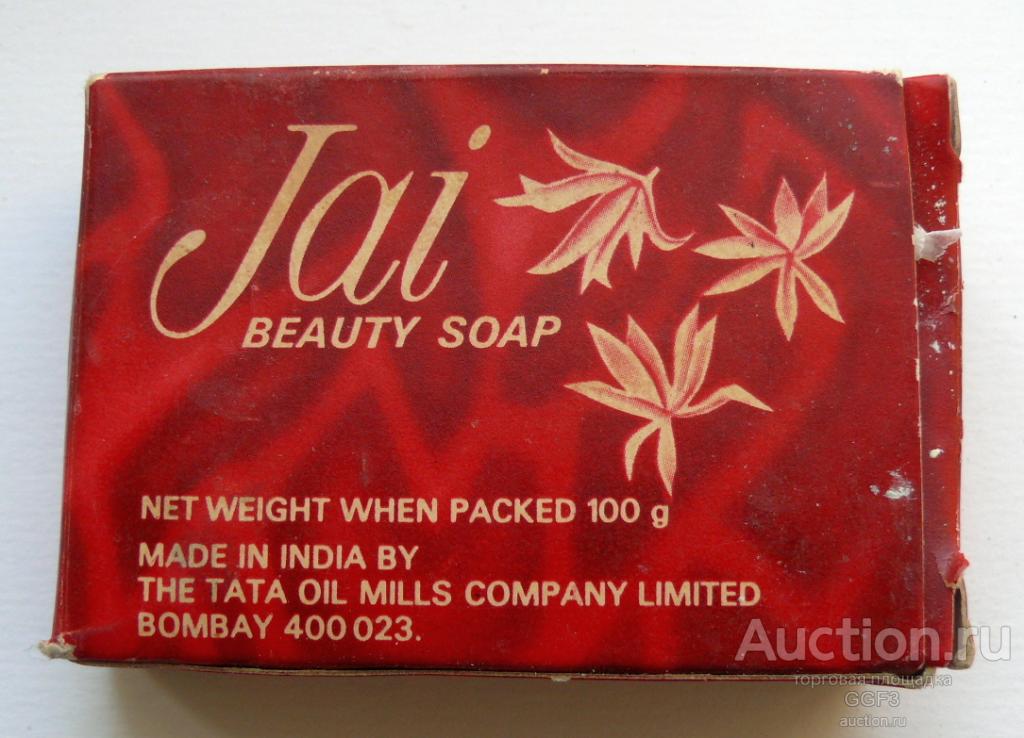 Jai
BEAUTY SOAP
NET WEIGHT WHEN PACKED 100 g
MADE IN INDIA BY
THE TATA OIL MILLS COMPANY LIMITED
BOMBAY 400 023.
Auction.ru
торговая площадка
GGF3
auction.ru